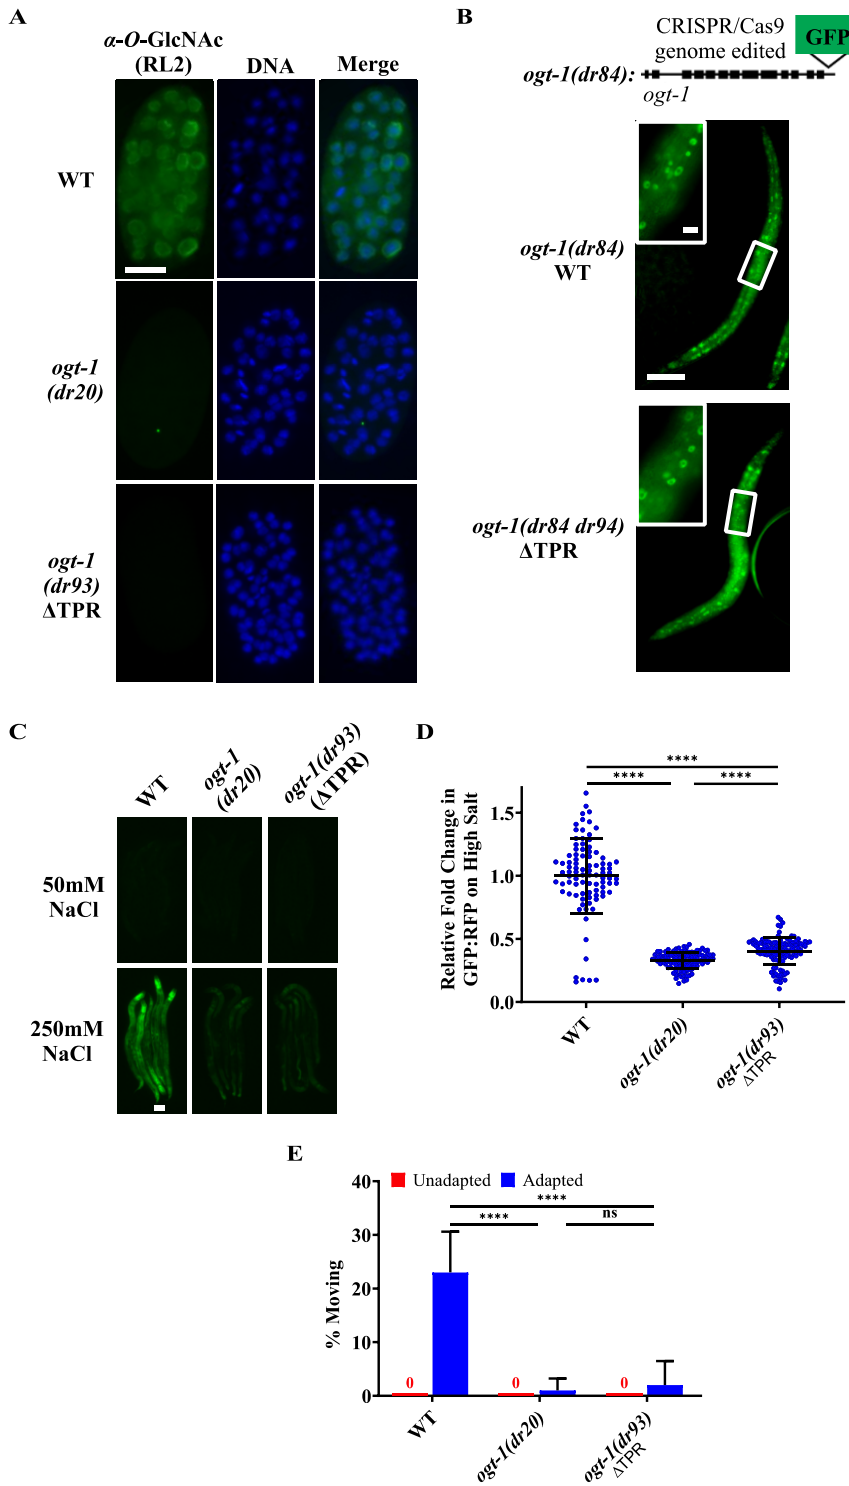 A
α-O-GlcNAc
(RL2)
DNA
Merge
WT
ogt-1
(dr20)
ogt-1
(dr93)
ΔTPR
B
CRISPR/Cas9
genome edited
GFP
ogt-1(dr84):
ogt-1
ogt-1(dr84)
WT
ogt-1(dr84 dr94)
ΔTPR
C
WT
ogt-1
(dr20)
ogt-1(dr93)
(ΔTPR)
50mM
NaCl
250mM
NaCl
D
Relative Fold Change in
GFP:RFP on High Salt
1.5
1.0
0.5
0.0
****
**** ****
WT
ogt-1(dr20)
ogt-1(dr93)
ΔTPR
E
% Moving
40
30
20
10
0
Unadapted Adapted
****
**** ns
0 0 0
WT
ogt-1(dr20)
ogt-1(dr93)
ΔTPR